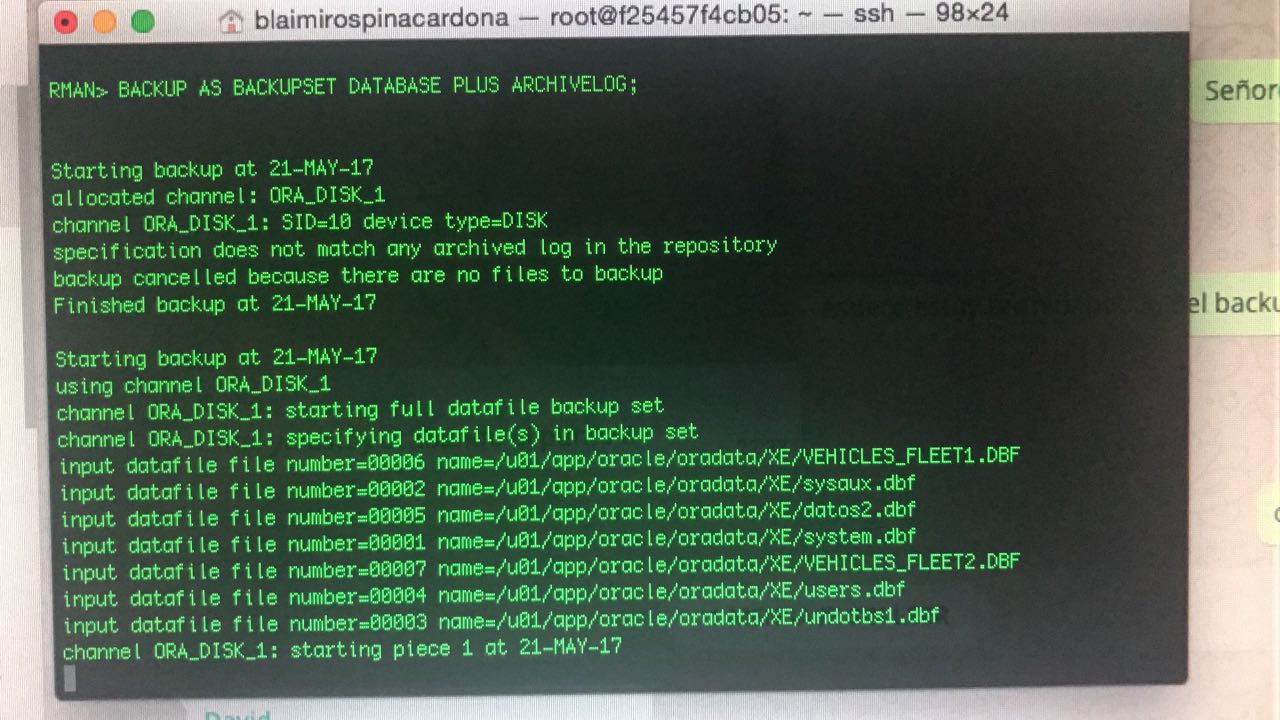 blaimirospinacardona — root@f25457f4cb05: ~ — ssh — 98×24
RMAN> BACKUP AS BACKUPSET DATABASE PLUS ARCHIVELOG;
Starting backup at 21-MAY-17
allocated channel: ORA_DISK_1
channel ORA_DISK_1: SID=10 device type=DISK
specification does not match any archived log in the repository
backup cancelled because there are no files to backup
Finished backup at 21-MAY-17
Starting backup at 21-MAY-17
using channel ORA_DISK_1
channel ORA_DISK_1: starting full datafile backup set
channel ORA_DISK_1: specifying datafile(s) in backup set
input datafile file number=00006 name=/u01/app/oracle/oradata/XE/VEHICLES_FLEET1.DBF
input datafile file number=00002 name=/u01/app/oracle/oradata/XE/sysaux.dbf
input datafile file number=00005 name=/u01/app/oracle/oradata/XE/datos2.dbf
input datafile file number=00001 name=/u01/app/oracle/oradata/XE/system.dbf
input datafile file number=00007 name=/u01/app/oracle/oradata/XE/VEHICLES_FLEET2.DBF
input datafile file number=00004 name=/u01/app/oracle/oradata/XE/users.dbf
input datafile file number=00003 name=/u01/app/oracle/oradata/XE/undotbs1.dbf
channel ORA_DISK_1: starting piece 1 at 21-MAY-17
Señor
el backu
David